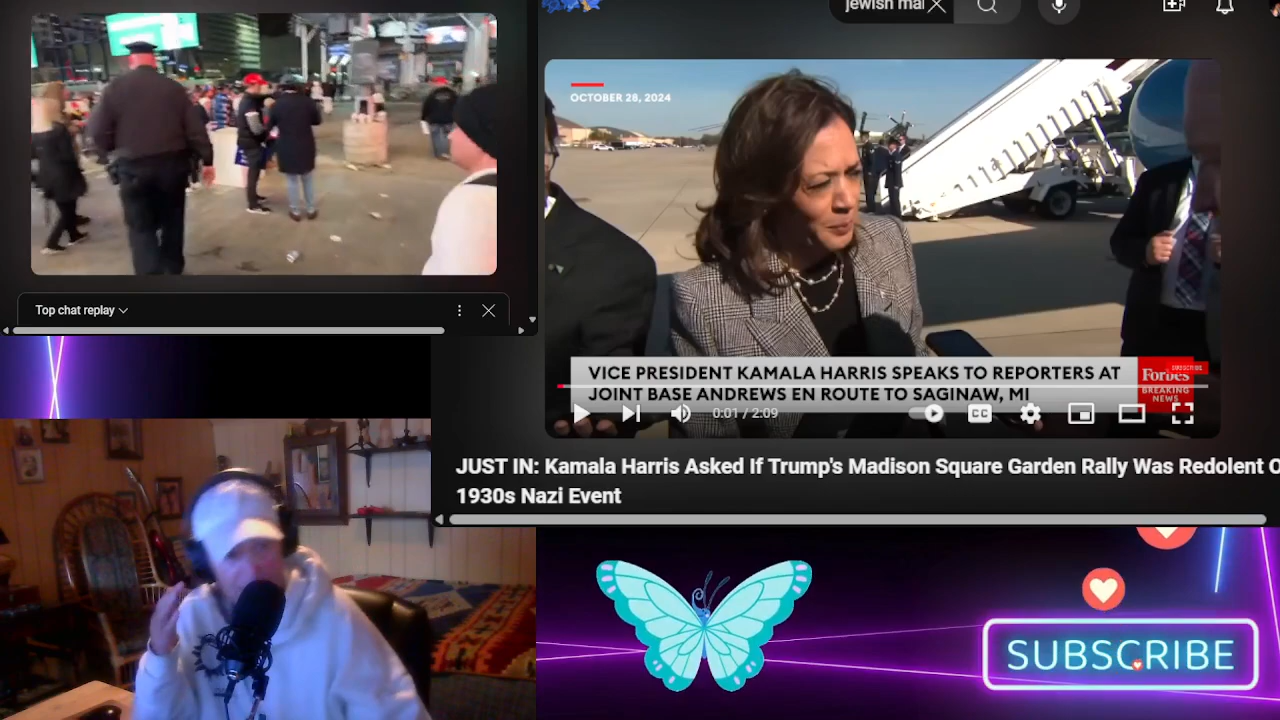 jewish mai
OCTOBER 28, 2024
Top chat replay
VICE PRESIDENT KAMALA HARRIS SPEAKS TO REPORTERS AT
JOINT BASE ANDREWS EN ROUTE TO SAGINAW, MI
SUBSCRIBE
Forbes
BREAKING
NEWS
0:01 / 2:09
CC
JUST IN: Kamala Harris Asked If Trump's Madison Square Garden Rally Was Redolent O
1930s Nazi Event
SUBSCRIBE